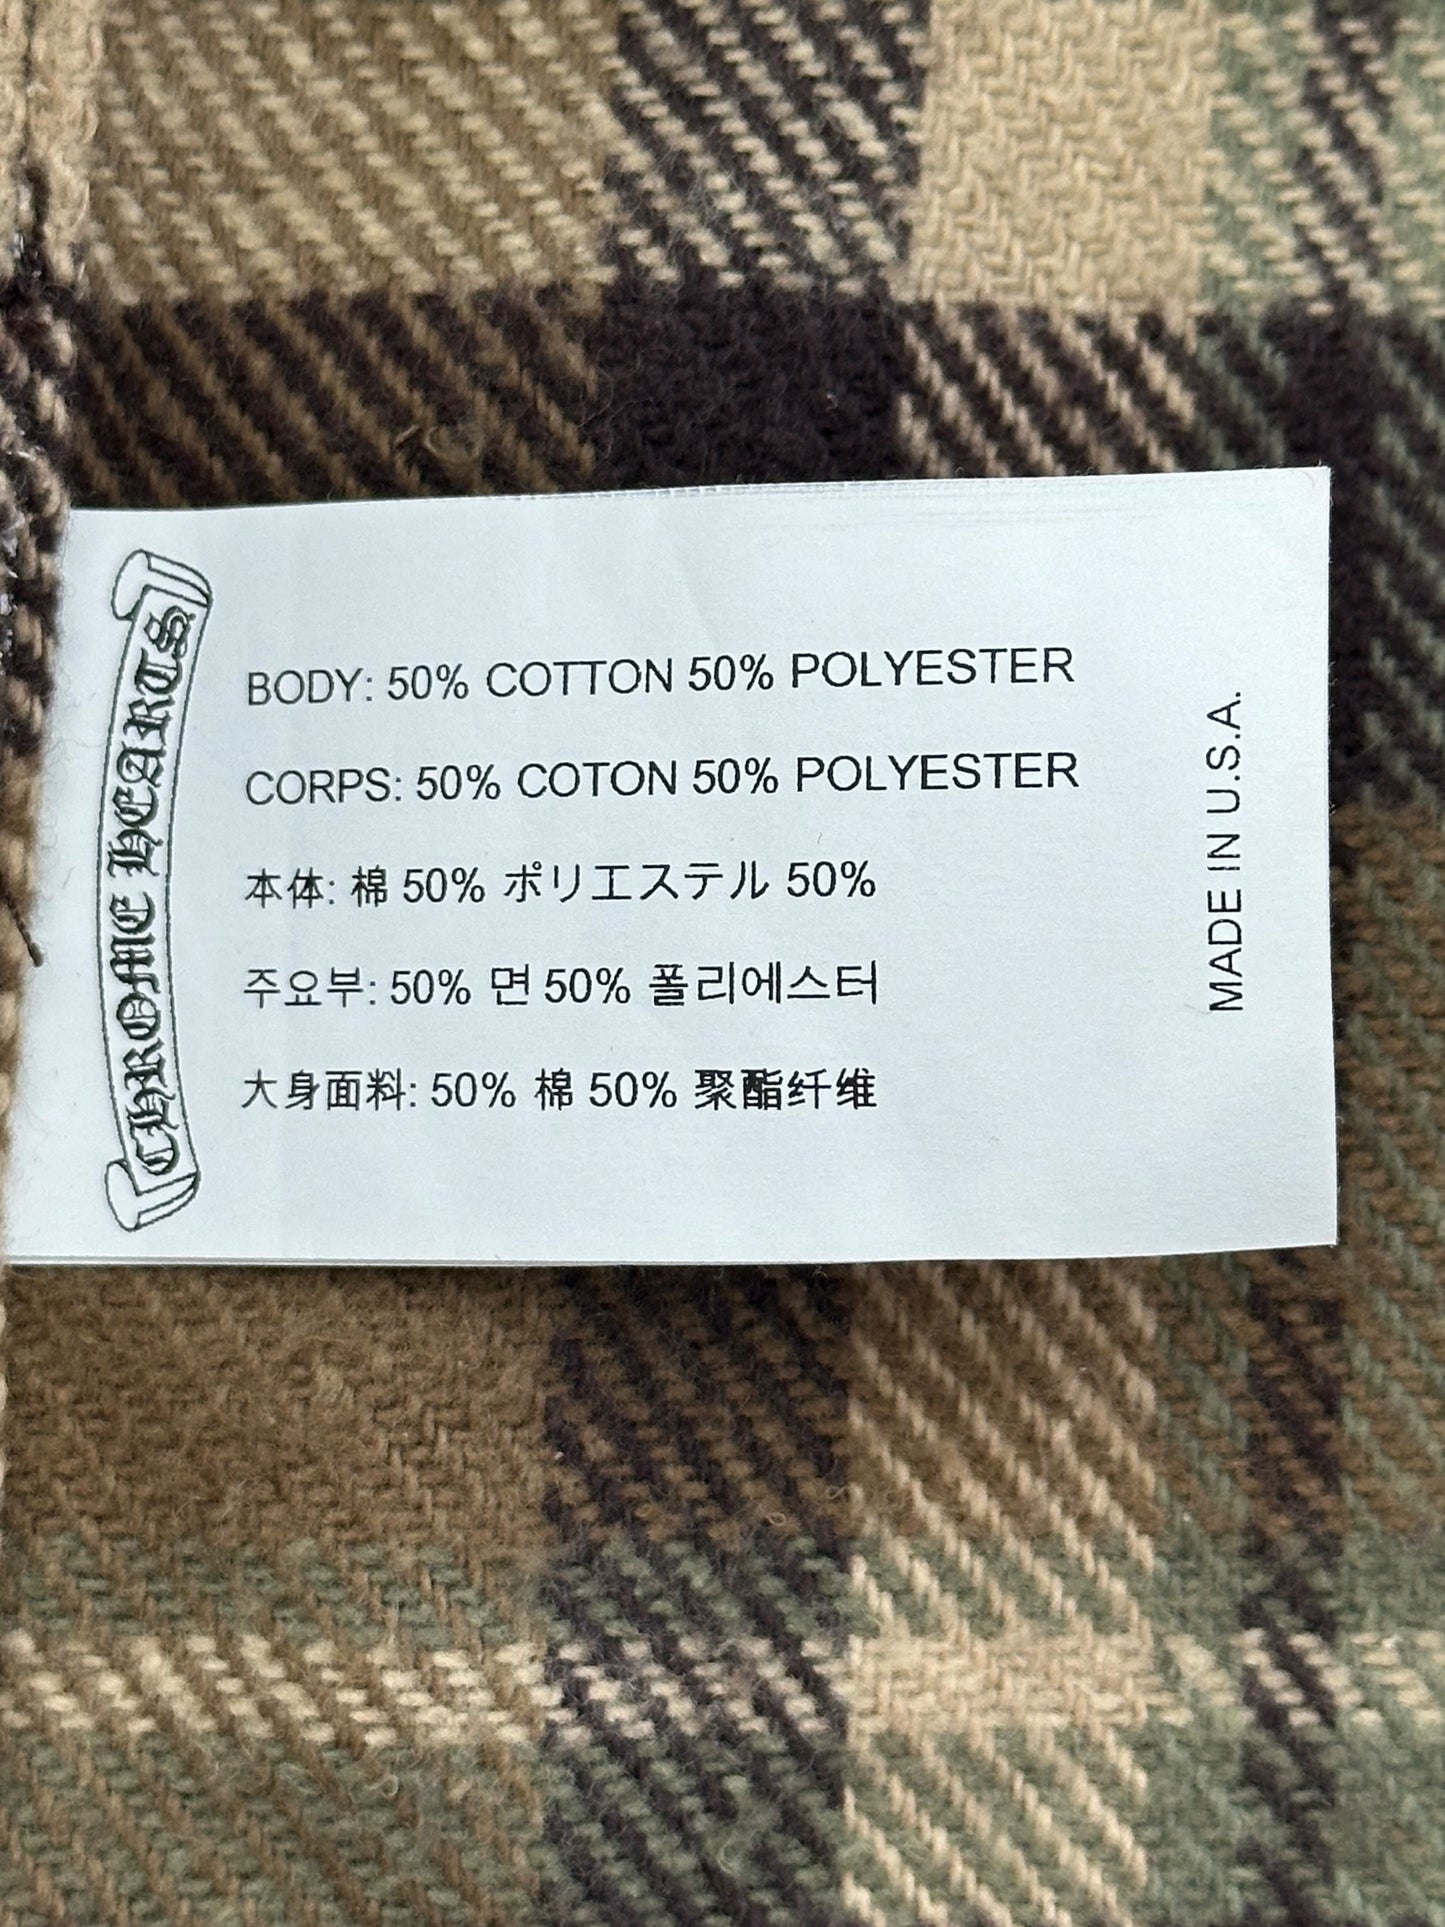 CHROME HEARTS
BODY: 50% COTTON 50% POLYESTER
CORPS: 50% COTON 50% POLYESTER
本体: 棉 50% ポリエステル 50%
주요부: 50% 면 50% 폴리에스터
大身面料: 50% 棉 50% 聚酯纤维
MADE IN U.S.A.